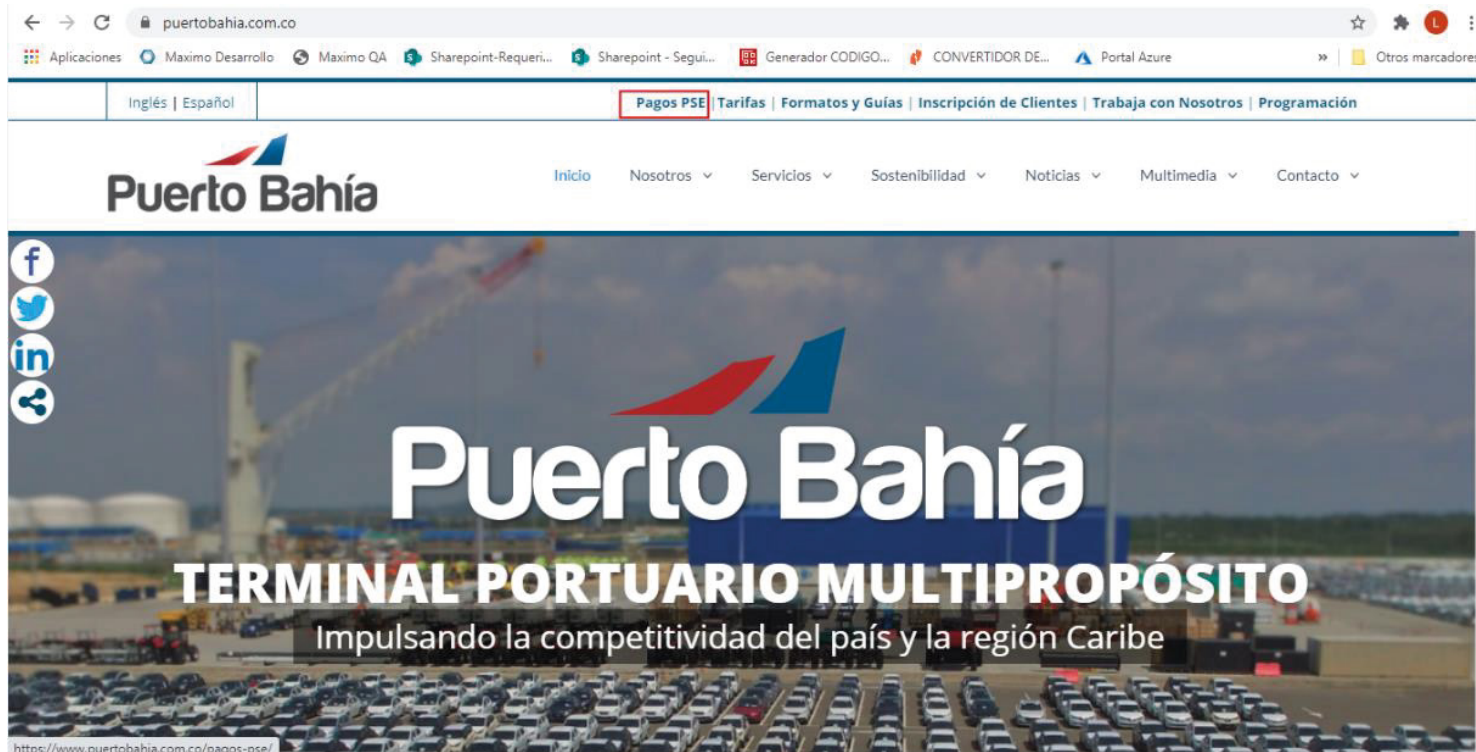 puertobahia.com.co
L
Aplicaciones Maximo Desarrollo Maximo QA Sharepoint-Requeri... Sharepoint - Segui... Generador CODIGO... CONVERTIDOR DE... Portal Azure » Otros marcadores
Inglés | Español
Pagos PSE | Tarifas | Formatos y Guías | Inscripción de Clientes | Trabaja con Nosotros | Programación
Puerto Bahía
Inicio Nosotros Servicios Sostenibilidad Noticias Multimedia Contacto
f
in
Puerto Bahía
TERMINAL PORTUARIO MULTIPROPÓSITO
Impulsando la competitividad del país y la región Caribe
https://www.puertobahia.com.co/pagos-pse/